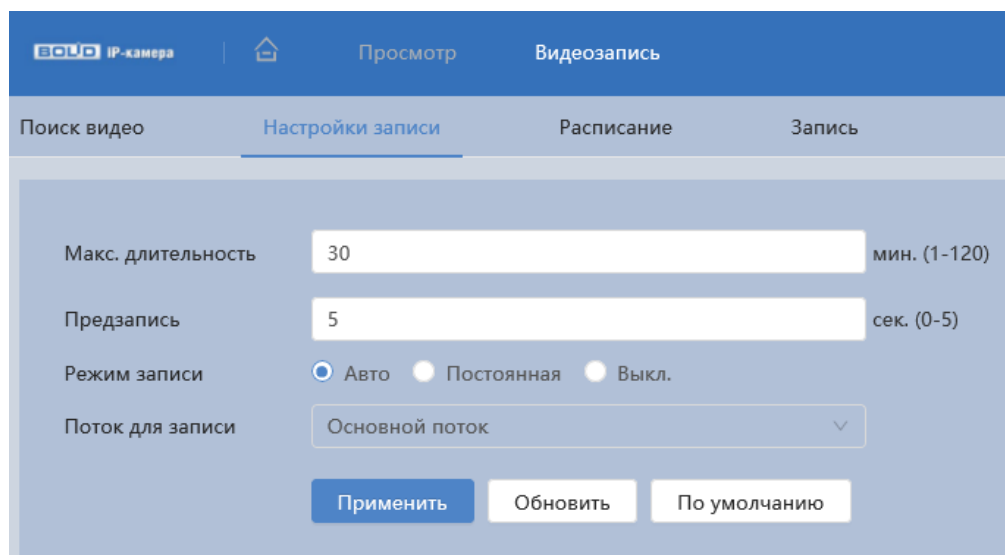 BOLID IP-камера Просмотр Видеозапись
Поиск видео Настройки записи Расписание Запись
Макс. длительность 30 мин. (1-120)
Предзапись 5 сек. (0-5)
Режим записи Авто Постоянная Выкл.
Поток для записи Основной поток
Применить Обновить По умолчанию